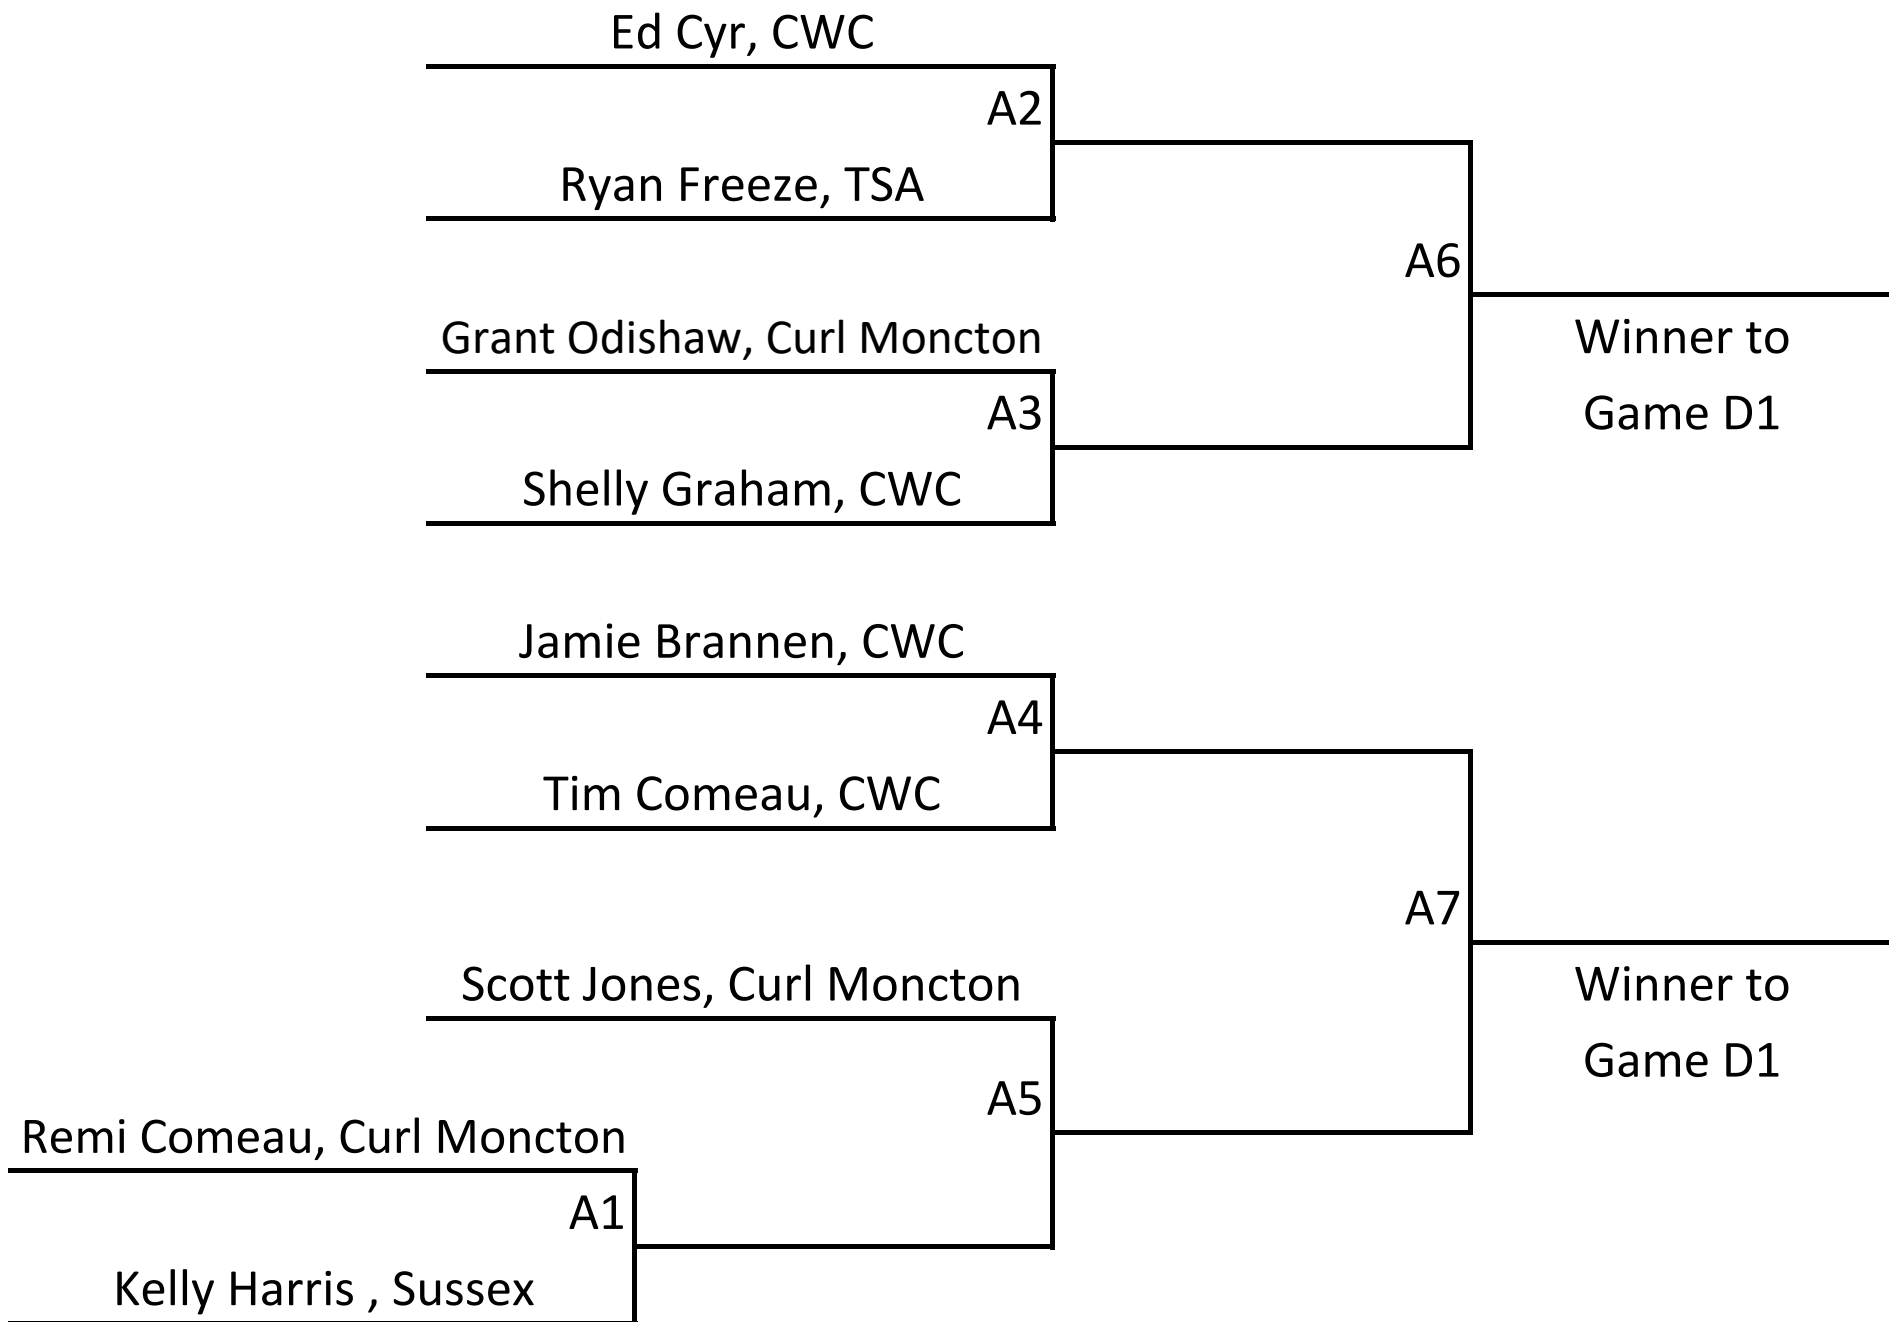 Ed Cyr, CWC
A2
Ryan Freeze, TSA
A6
Grant Odishaw, Curl Moncton
Winner to
A3
Game D1
Shelly Graham, CWC
Jamie Brannen, CWC
A4
Tim Comeau, CWC
A7
Scott Jones, Curl Moncton
Winner to
Game D1
A5
Remi Comeau, Curl Moncton
A1
Kelly Harris , Sussex